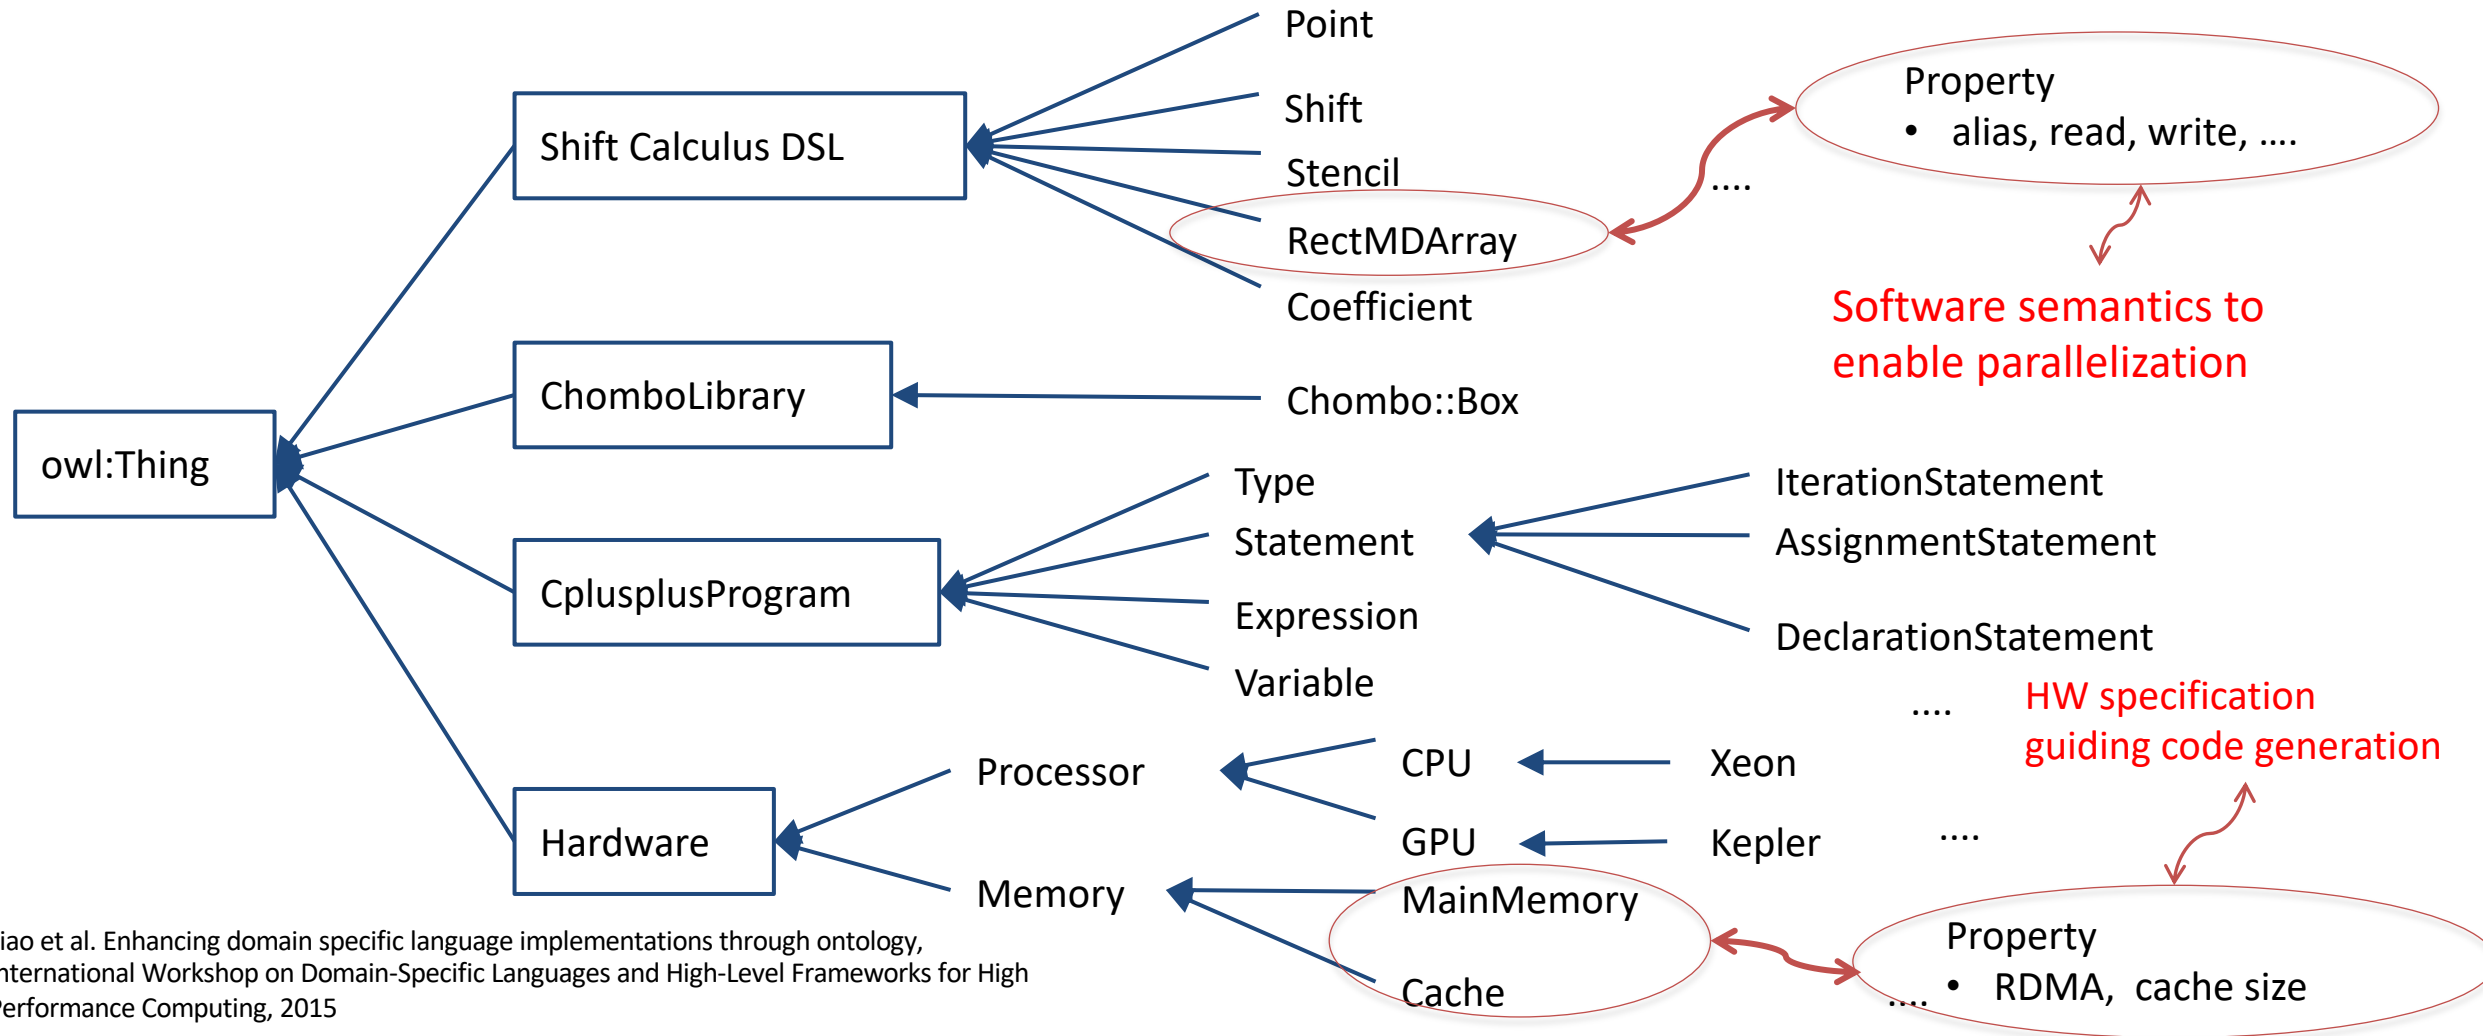 Point
Shift
Stencil
RectMDArray
Coefficient
....
Property
• alias, read, write, ....
Shift Calculus DSL
Software semantics to
enable parallelization
ChomboLibrary
Chombo::Box
owl:Thing
Type
Statement
Expression
Variable
IterationStatement
AssignmentStatement
DeclarationStatement
....
CplusplusProgram
HW specification
guiding code generation
Processor
CPU
Xeon
GPU
Kepler
....
Hardware
Memory
MainMemory
Cache
....
Property
• RDMA, cache size
iao et al. Enhancing domain specific language implementations through ontology,
nternational Workshop on Domain-Specific Languages and High-Level Frameworks for High
Performance Computing, 2015